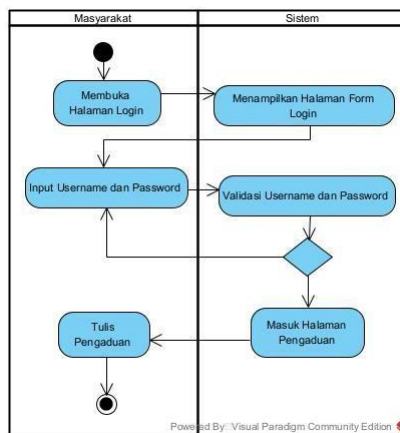 Masyarakat
Sistem
Membuka
Halaman Login
Menampilkan Halaman Form
Login
Input Username dan Password
Validasi Username dan Password
Tulis
Pengaduan
Masuk Halaman
Pengaduan
Powered By: Visual Paradigm Community Edition